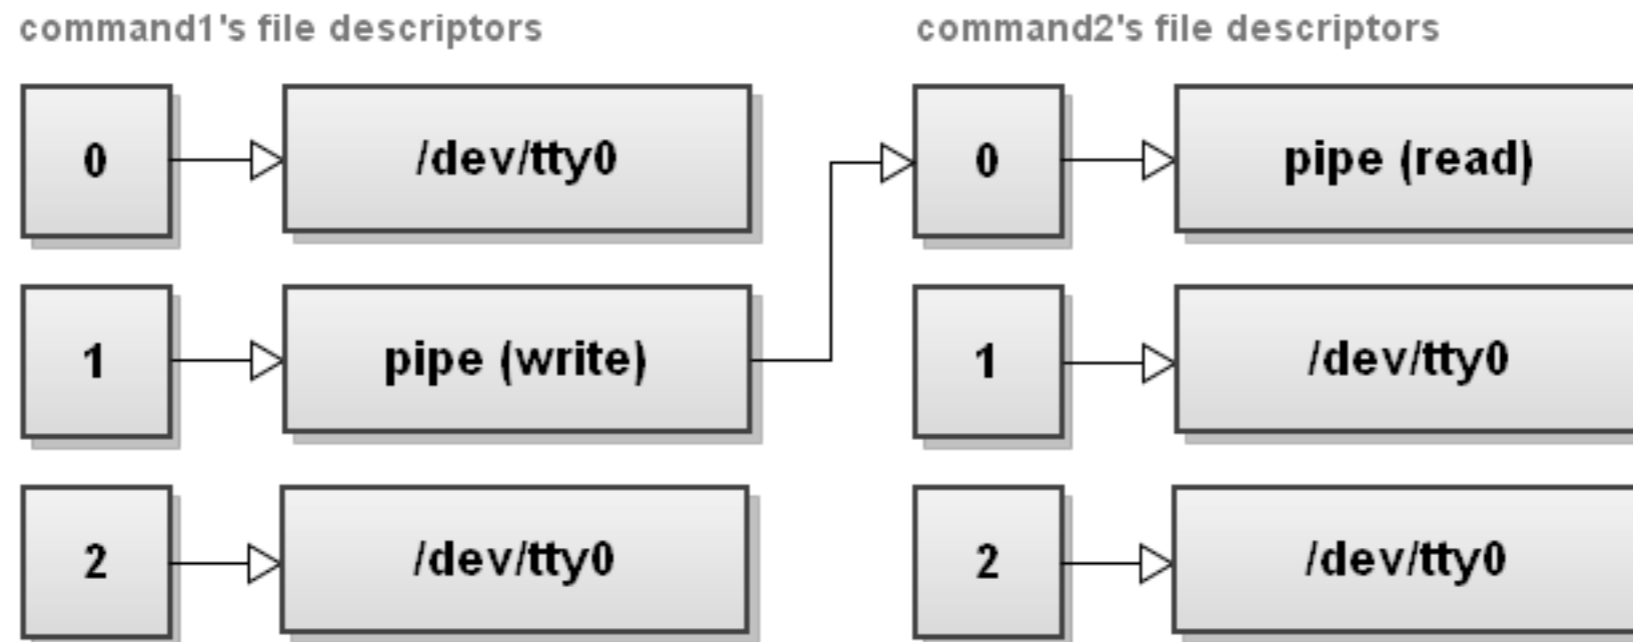 command1's file descriptors
command2's file descriptors
0
/dev/tty0
0
pipe (read)
1
pipe (write)
1
/dev/tty0
2
/dev/tty0
2
/dev/tty0